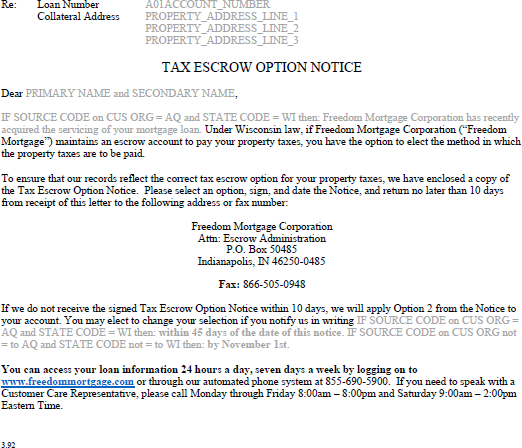 Re: Loan Number A01ACCOUNT_NUMBER
Collateral Address PROPERTY_ADDRESS_LINE_1
PROPERTY_ADDRESS_LINE_2
PROPERTY_ADDRESS_LINE_3
TAX ESCROW OPTION NOTICE
Dear PRIMARY NAME and SECONDARY NAME,
IF SOURCE CODE on CUS ORG = AQ and STATE CODE = WI then: Freedom Mortgage Corporation has recently
acquired the servicing of your mortgage loan. Under Wisconsin law, if Freedom Mortgage Corporation (“Freedom
Mortgage”) maintains an escrow account to pay your property taxes, you have the option to elect the method in which
the property taxes are to be paid.
To ensure that our records reflect the correct tax escrow option for your property taxes, we have enclosed a copy of
the Tax Escrow Option Notice. Please select an option, sign, and date the Notice, and return no later than 10 days
from receipt of this letter to the following address or fax number:
Freedom Mortgage Corporation
Attn: Escrow Administration
P.O. Box 50485
Indianapolis, IN 46250-0485
Fax: 866-505-0948
If we do not receive the signed Tax Escrow Option Notice within 10 days, we will apply Option 2 from the Notice to
your account. You may elect to change your selection if you notify us in writing IF SOURCE CODE on CUS ORG =
AQ and STATE CODE = WI then: within 45 days of the date of this notice. IF SOURCE CODE on CUS ORG not
= to AQ and STATE CODE not = to WI then: by November 1st.
You can access your loan information 24 hours a day, seven days a week by logging on to
www.freedommortgage.com or through our automated phone system at 855-690-5900. If you need to speak with a
Customer Care Representative, please call Monday through Friday 8:00am – 8:00pm and Saturday 9:00am – 2:00pm
Eastern Time.
3.92